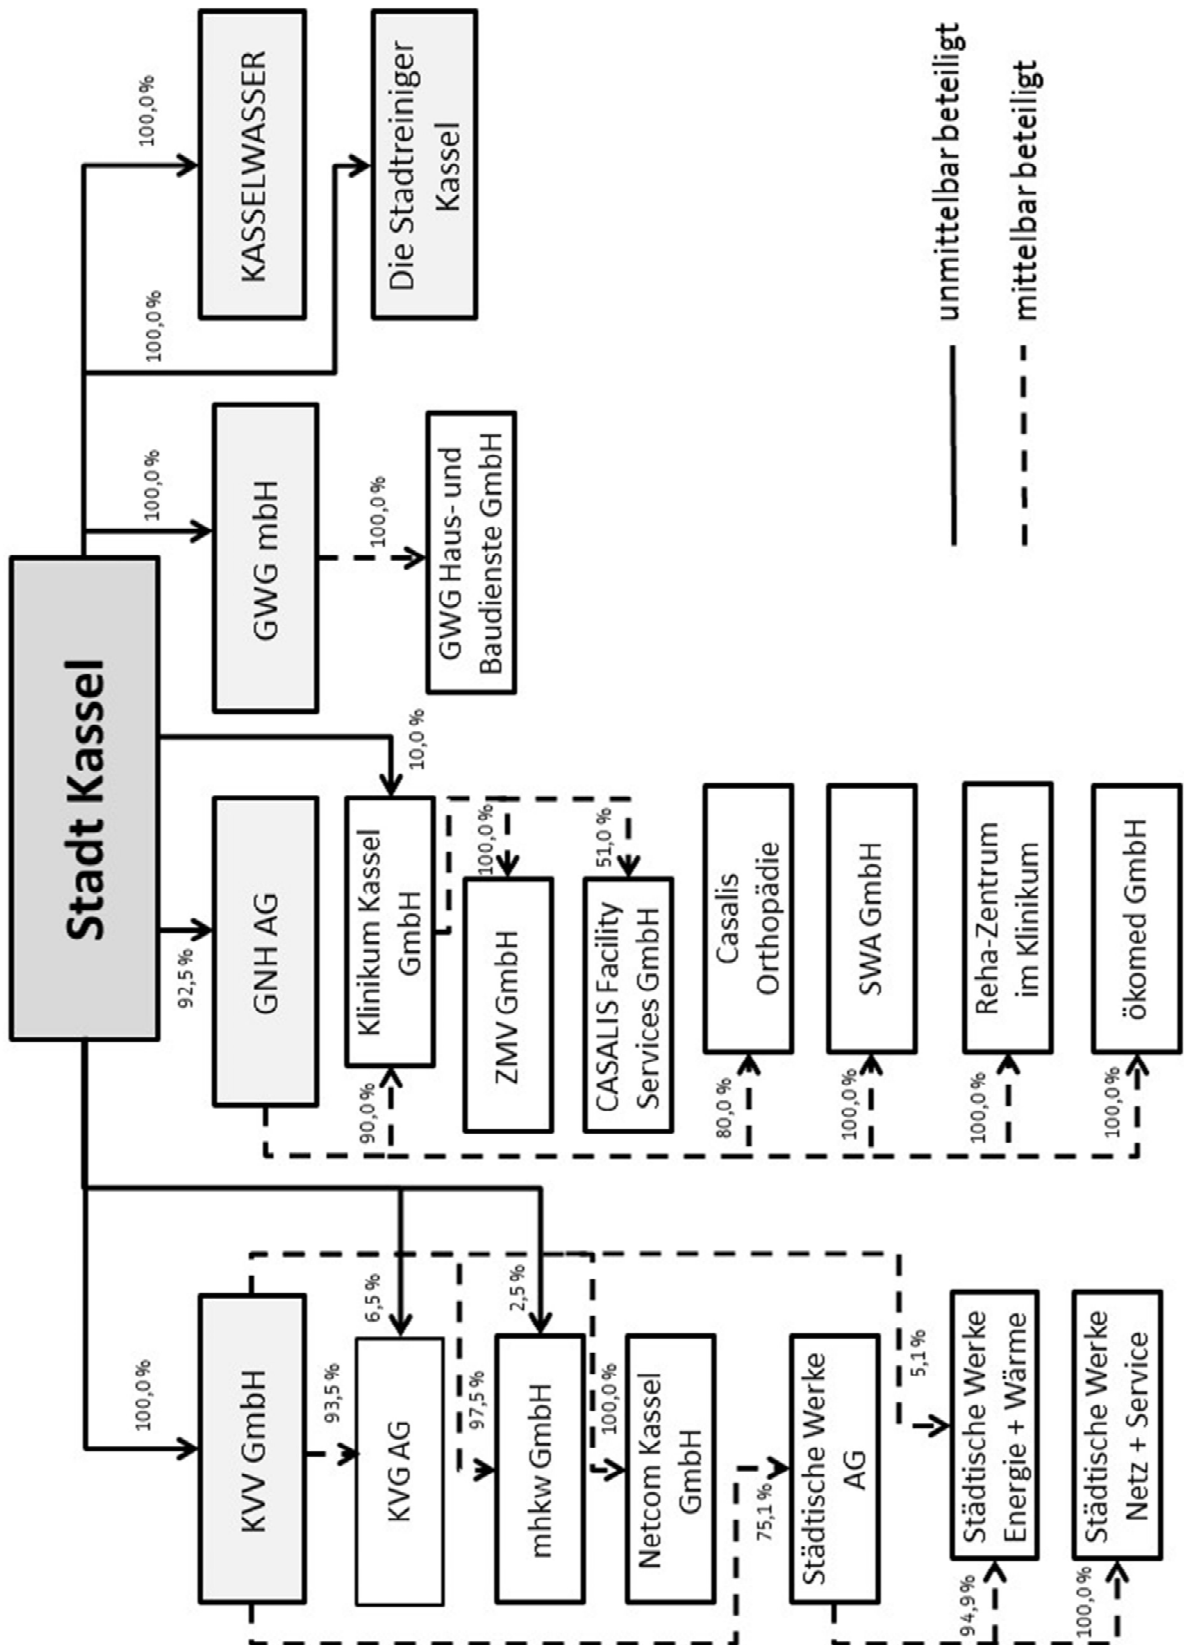 Stadt Kassel
100,0%
KVV GmbH
93,5%
6,5%
KVG AG
97,5%
2,5%
mhkw GmbH
100,0%
Netcom Kassel
GmbH
75,1%
Städtische Werke
AG
5,1%
94,9%
Städtische Werke
Energie + Wärme
100,0%
Städtische Werke
Netz + Service
92,5%
GNH AG
90,0%
10,0%
Klinikum Kassel
GmbH
100,0%
ZMV GmbH
51,0%
CASALIS Facility
Services GmbH
80,0%
Casalis
Orthopädie
100,0%
SWA GmbH
100,0%
Reha-Zentrum
im Klinikum
100,0%
ökomed GmbH
100,0%
GWG mbH
100,0%
GWG Haus- und
Baudienste GmbH
100,0%
KASSELWASSER
100,0%
Die Stadtreiniger
Kassel
unmittelbar beteiligt
mittelbar beteiligt